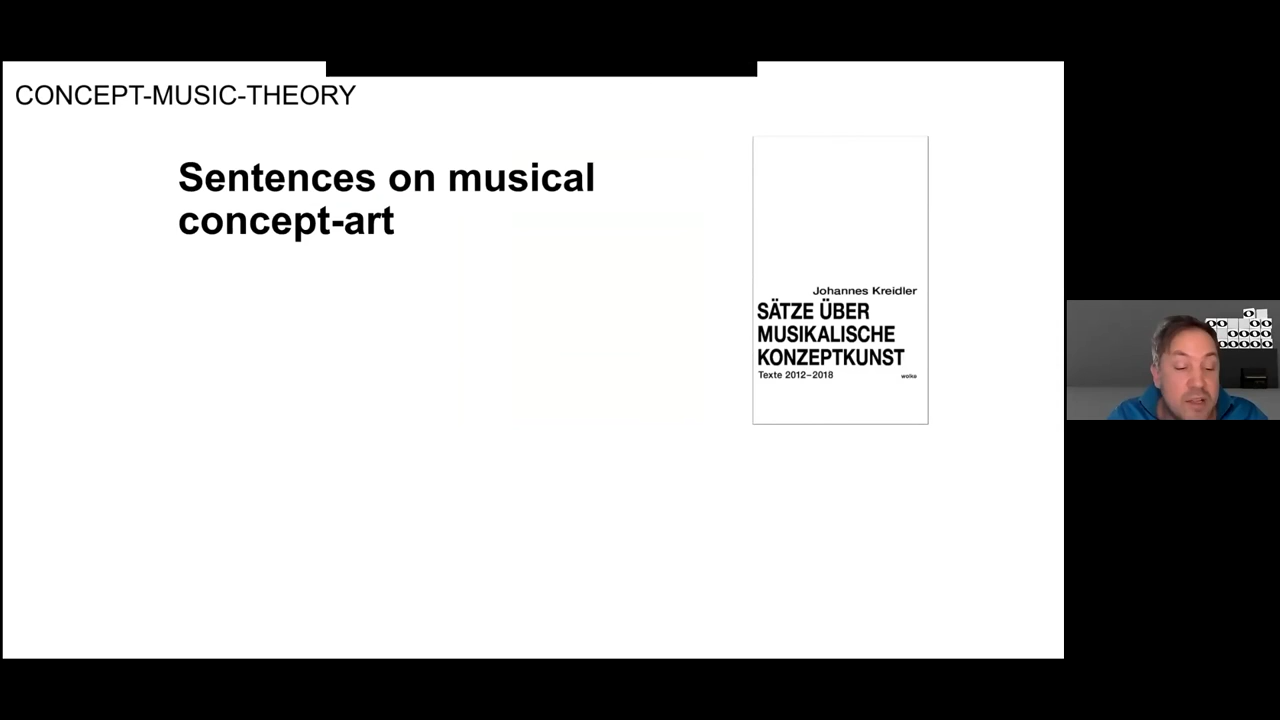 CONCEPT-MUSIC-THEORY
Sentences on musical
concept-art
Johannes Kreidler
SÄTZE ÜBER
MUSIKALISCHE
KONZEPTKUNST
Texte 2012–2018
wolke